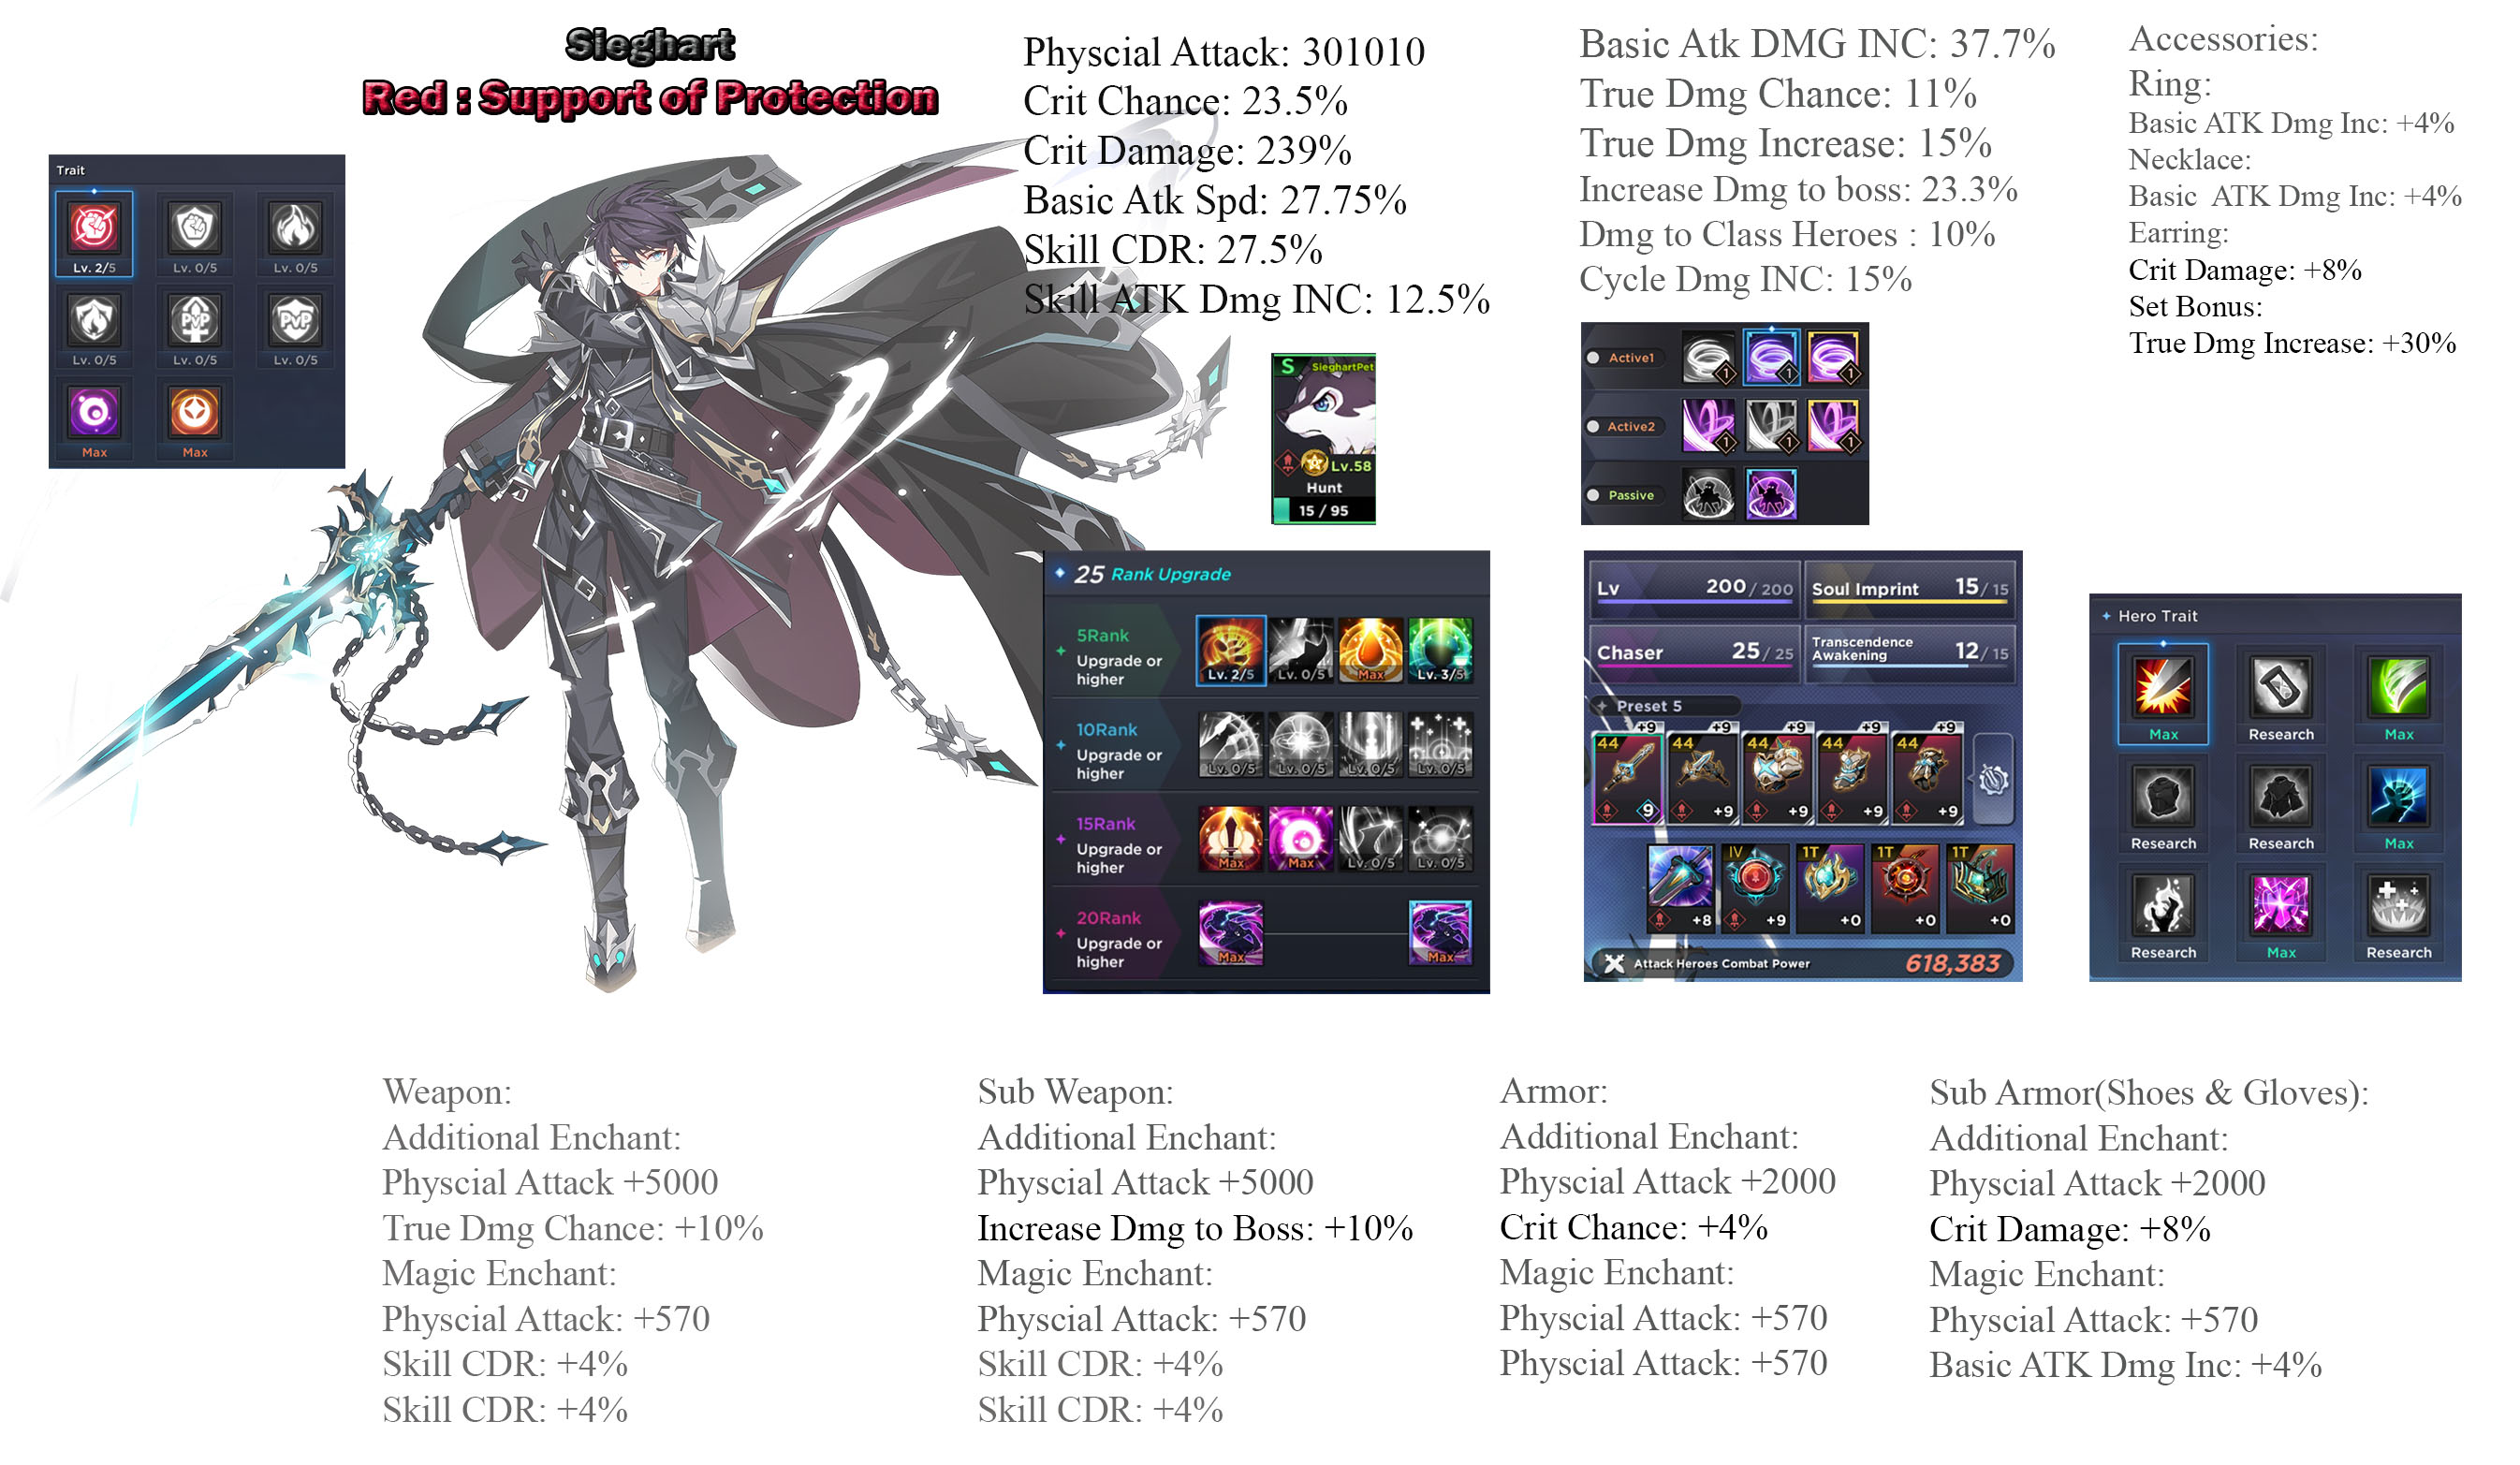 Sieghart
Red : Support of Protection
Physcial Attack: 301010
Crit Chance: 23.5%
Crit Damage: 239%
Basic Atk Spd: 27.75%
Skill CDR: 27.5%
Skill ATK Dmg INC: 12.5%
Basic Atk DMG INC: 37.7%
True Dmg Chance: 11%
True Dmg Increase: 15%
Increase Dmg to boss: 23.3%
Dmg to Class Heroes : 10%
Cycle Dmg INC: 15%
Accessories:
Ring:
Basic ATK Dmg Inc: +4%
Necklace:
Basic ATK Dmg Inc: +4%
Earring:
Crit Damage: +8%
Set Bonus:
True Dmg Increase: +30%
Trait
Lv. 2/5 Lv. 0/5 Lv. 0/5
PVP PVP
Lv. 0/5 Lv. 0/5 Lv. 0/5
Max Max
S SieghartPet
Lv.58
Hunt
15 / 95
Active1 1 1 1
Active2 1 1 1
Passive
25 Rank Upgrade
5Rank
Upgrade or
higher
Lv. 2/5 Lv. 0/5 Max Lv. 3/5
10Rank
Upgrade or
higher
Lv. 0/5 Lv. 0/5 Lv. 0/5 Lv. 0/5
15Rank
Upgrade or
higher
Max Max Lv. 0/5 Lv. 0/5
20Rank
Upgrade or
higher
Max Max
Lv 200 / 200
Soul Imprint 15 / 15
Chaser 25 / 25
Transcendence
Awakening 12 / 15
Preset 5
+9 +9 +9 +9 +9
44 44 44 44 44
9 +9 +9 +9 +9
IV 1T 1T 1T
+8 +9 +0 +0 +0
Attack Heroes Combat Power 618,383
Hero Trait
Max Research Max
Research Research Max
Research Max Research
Weapon:
Additional Enchant:
Physcial Attack +5000
True Dmg Chance: +10%
Magic Enchant:
Physcial Attack: +570
Skill CDR: +4%
Skill CDR: +4%
Sub Weapon:
Additional Enchant:
Physcial Attack +5000
Increase Dmg to Boss: +10%
Magic Enchant:
Physcial Attack: +570
Skill CDR: +4%
Skill CDR: +4%
Armor:
Additional Enchant:
Physcial Attack +2000
Crit Chance: +4%
Magic Enchant:
Physcial Attack: +570
Physcial Attack: +570
Sub Armor(Shoes & Gloves):
Additional Enchant:
Physcial Attack +2000
Crit Damage: +8%
Magic Enchant:
Physcial Attack: +570
Basic ATK Dmg Inc: +4%